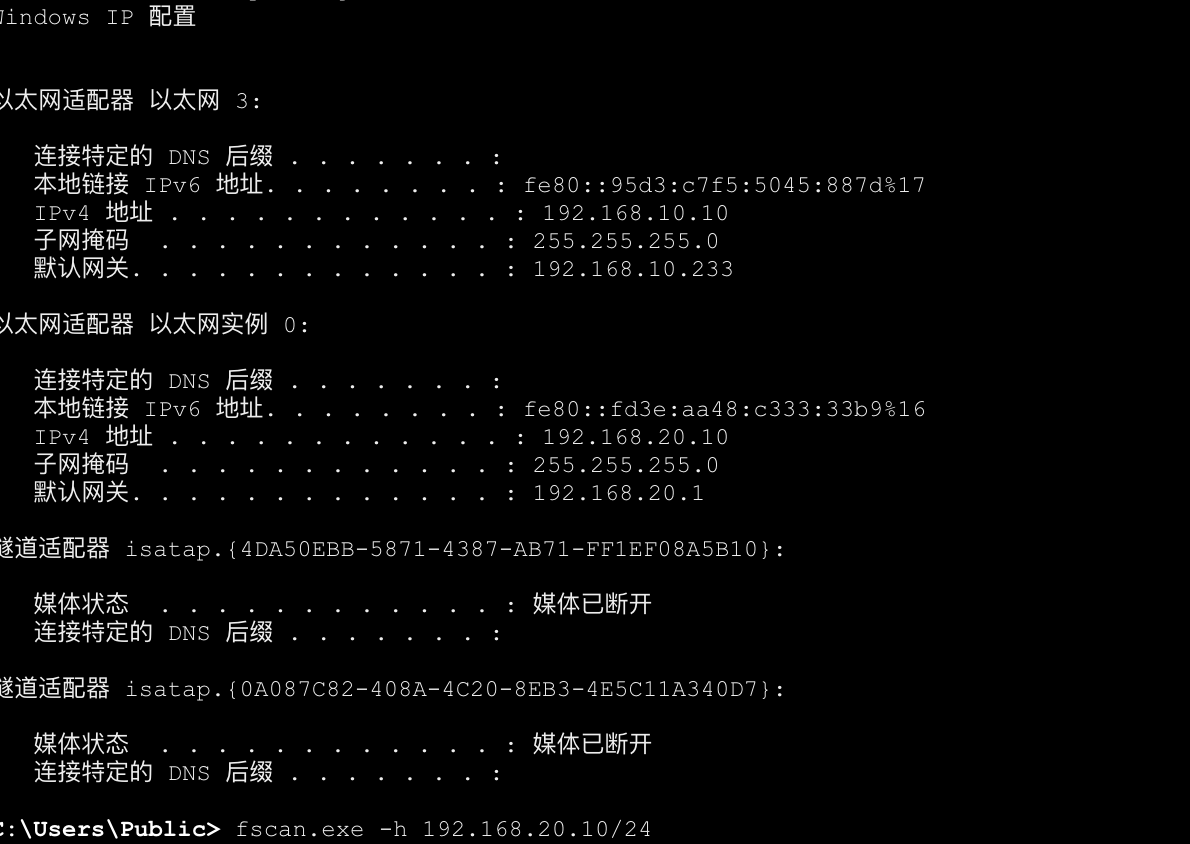 Windows IP 配置
以太网适配器 以太网 3:
连接特定的 DNS 后缀 . . . . . . . :
本地链接 IPv6 地址. . . . . . . . : fe80::95d3:c7f5:5045:887d%17
IPv4 地址 . . . . . . . . . . . . : 192.168.10.10
子网掩码  . . . . . . . . . . . . : 255.255.255.0
默认网关. . . . . . . . . . . . . : 192.168.10.233
以太网适配器 以太网实例 0:
连接特定的 DNS 后缀 . . . . . . . :
本地链接 IPv6 地址. . . . . . . . : fe80::fd3e:aa48:c333:33b9%16
IPv4 地址 . . . . . . . . . . . . : 192.168.20.10
子网掩码  . . . . . . . . . . . . : 255.255.255.0
默认网关. . . . . . . . . . . . . : 192.168.20.1
隧道适配器 isatap.{4DA50EBB-5871-4387-AB71-FF1EF08A5B10}:
媒体状态  . . . . . . . . . . . . : 媒体已断开
连接特定的 DNS 后缀 . . . . . . . :
隧道适配器 isatap.{0A087C82-408A-4C20-8EB3-4E5C11A340D7}:
媒体状态  . . . . . . . . . . . . : 媒体已断开
连接特定的 DNS 后缀 . . . . . . . :
C:\Users\Public> fscan.exe -h 192.168.20.10/24